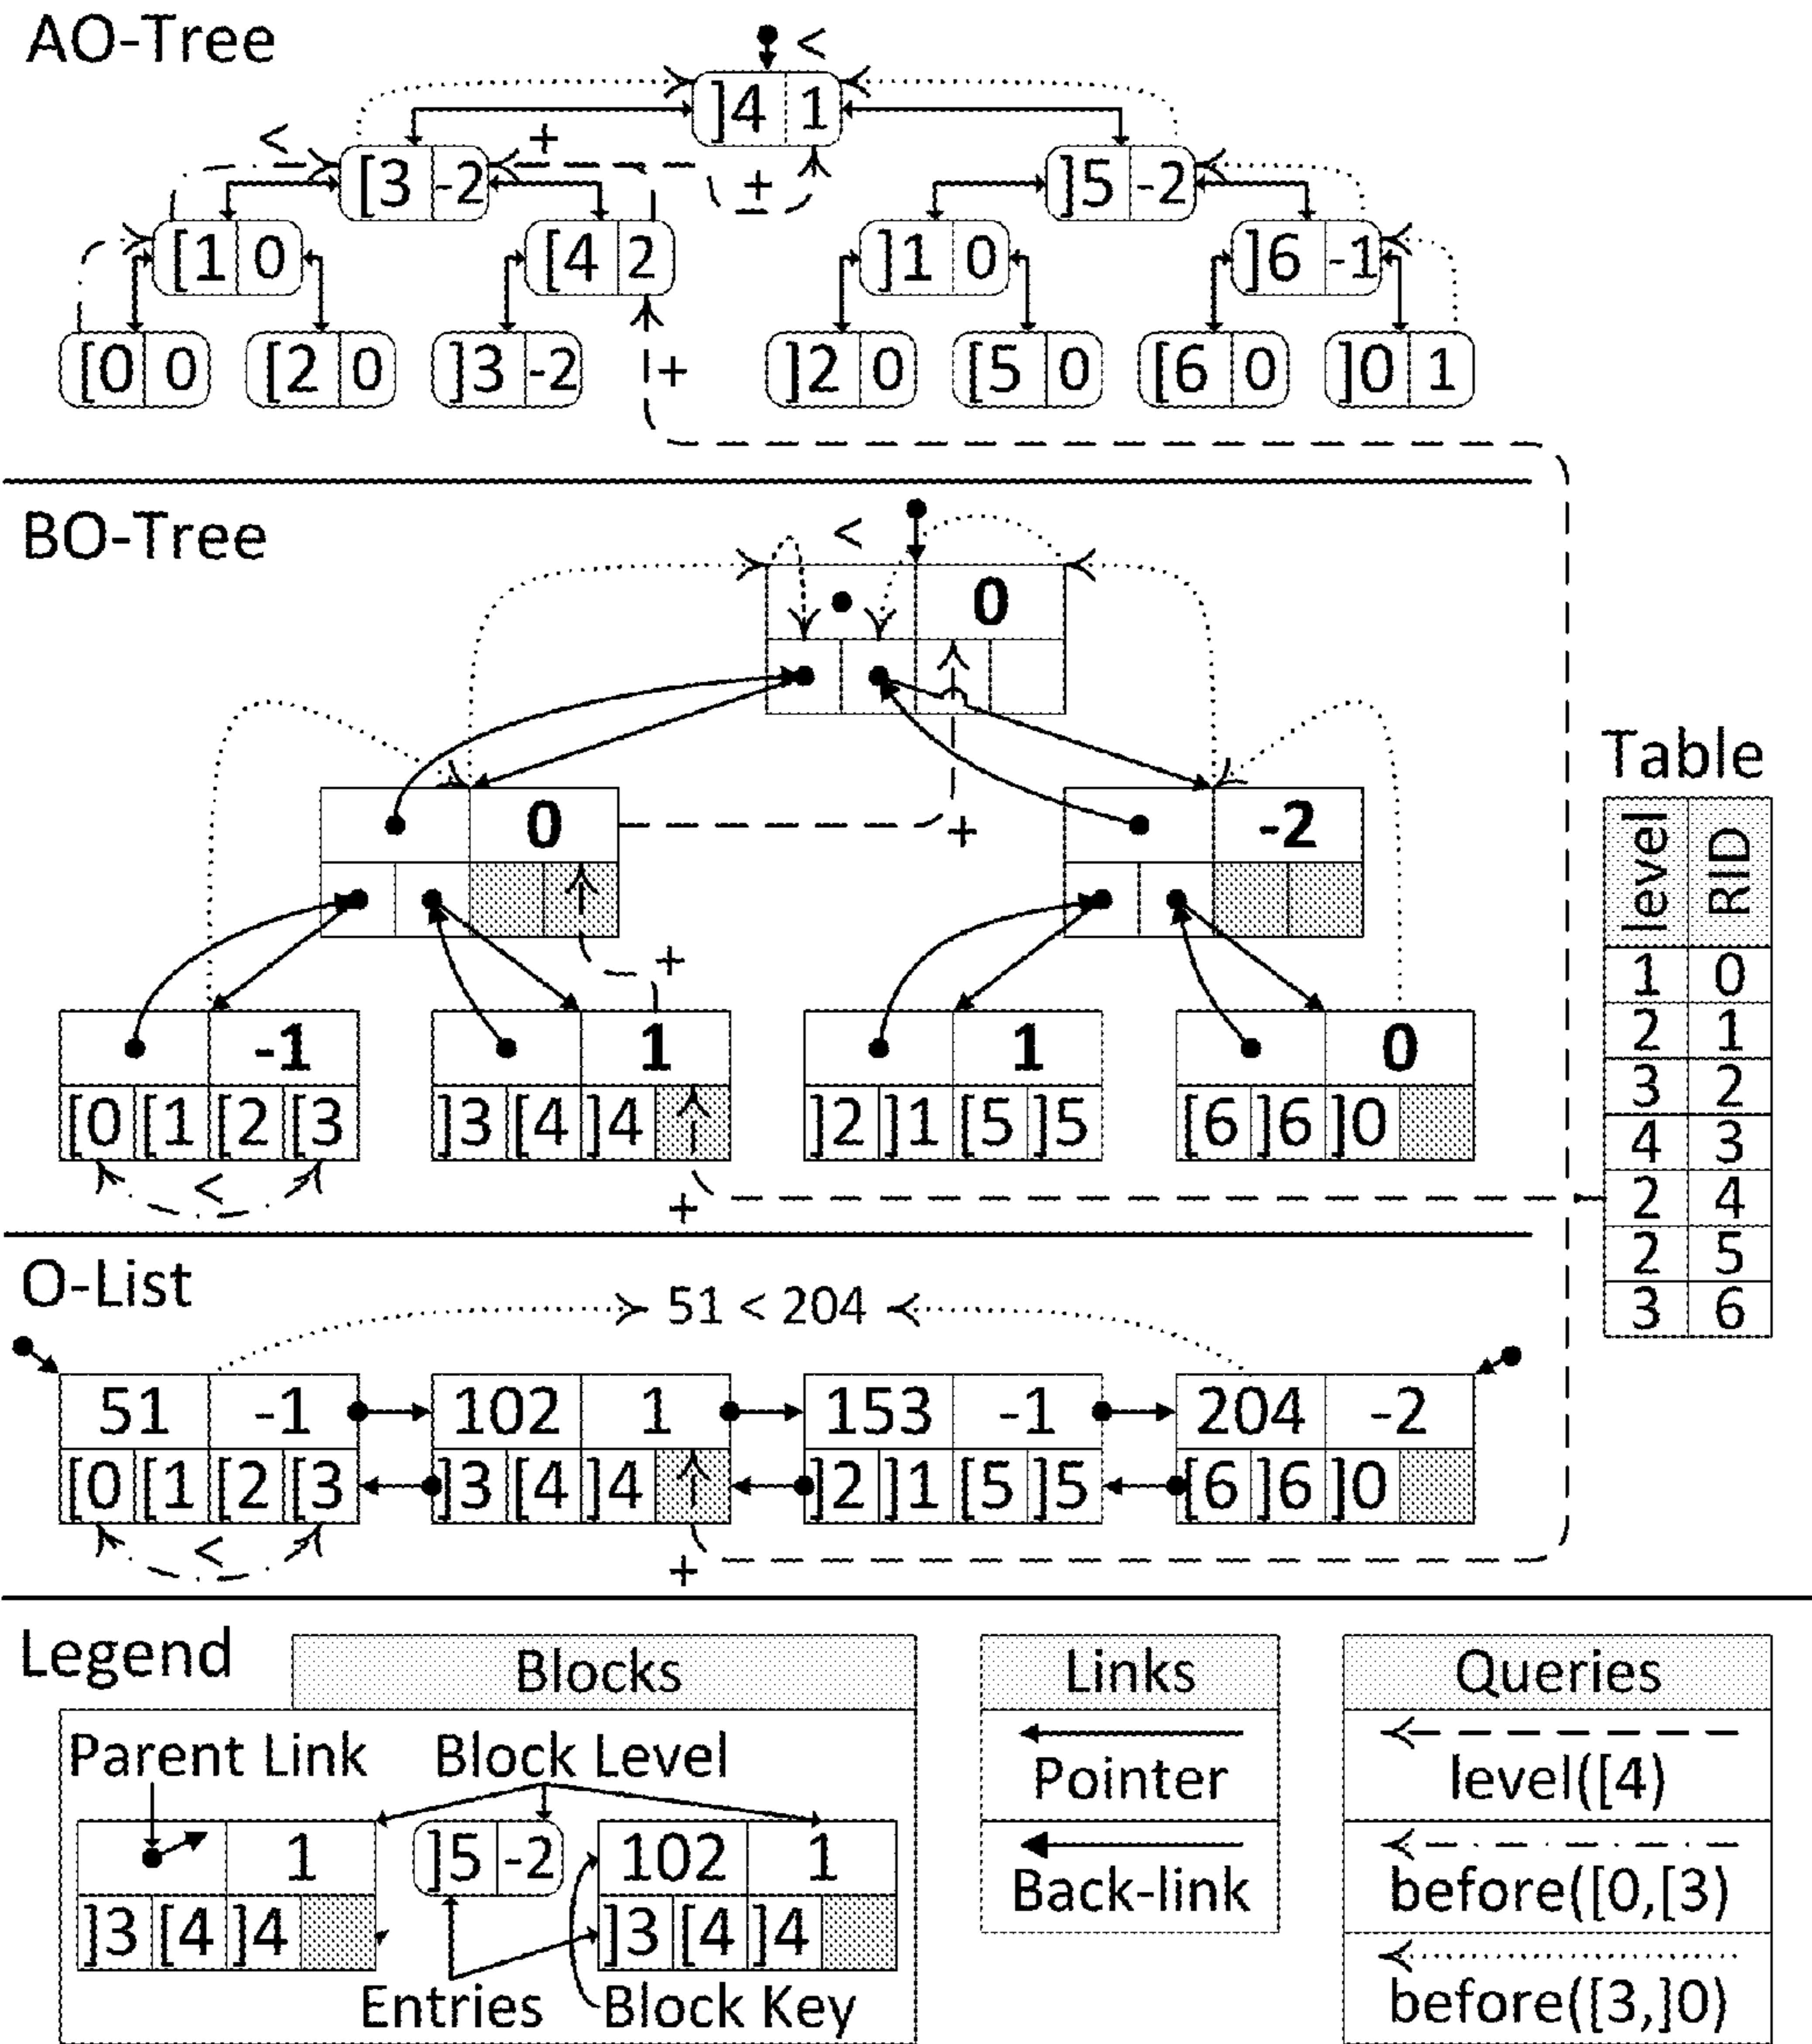 AO-Tree
<
]4 1
< +
[3 -2 ± ]5 -2
[1 0 [4 2 ]1 0 ]6 -1
[0 0 [2 0 ]3 -2 + ]2 0 [5 0 [6 0 ]0 1
BO-Tree
<
0
0 + -2
+
-1 1 1 0
[0 [1 [2 [3 ]3 [4 ]4 ]2 ]1 [5 ]5 [6 ]6 ]0
< +
Table
level RID
1 0
2 1
3 2
4 3
2 4
2 5
3 6
O-List
51 < 204
51 -1 102 1 153 -1 204 -2
[0 [1 [2 [3 ]3 [4 ]4 ]2 ]1 [5 ]5 [6 ]6 ]0
< +
Legend
Blocks
Parent Link Block Level
1 ]5 -2 102 1
]3 [4 ]4 ]3 [4 ]4
Entries Block Key
Links
Pointer
Back-link
Queries
level([4)
before([0,[3)
before([3,]0)